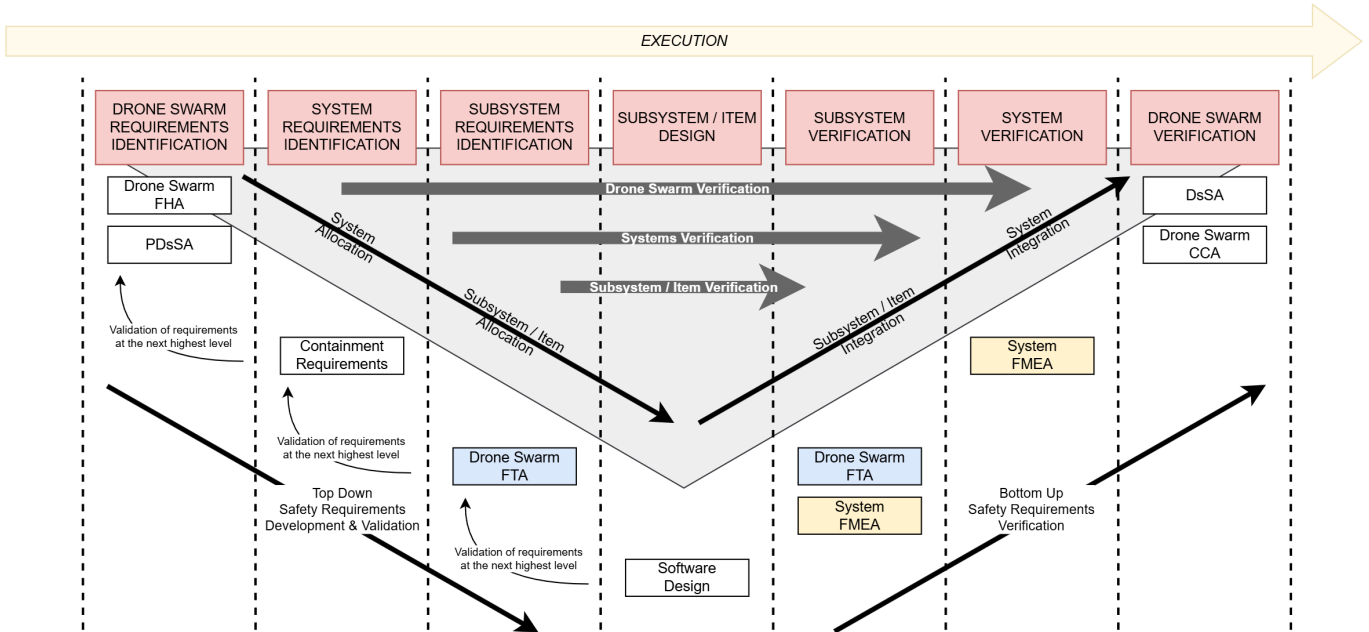 EXECUTION
DRONE SWARM
REQUIREMENTS
IDENTIFICATION
SYSTEM
REQUIREMENTS
IDENTIFICATION
SUBSYSTEM
REQUIREMENTS
IDENTIFICATION
SUBSYSTEM / ITEM
DESIGN
SUBSYSTEM
VERIFICATION
SYSTEM
VERIFICATION
DRONE SWARM
VERIFICATION
Drone Swarm
FHA
PDsSA
Validation of requirements
at the next highest level
Containment
Requirements
Validation of requirements
at the next highest level
Top Down
Safety Requirements
Development & Validation
Drone Swarm
FTA
Validation of requirements
at the next highest level
Software
Design
System
Allocation
Subsystem / Item
Allocation
Drone Swarm Verification
Systems Verification
Subsystem / Item Verification
Subsystem / Item
Integration
System
Integration
Drone Swarm
FTA
System
FMEA
System
FMEA
Bottom Up
Safety Requirements
Verification
DsSA
Drone Swarm
CCA